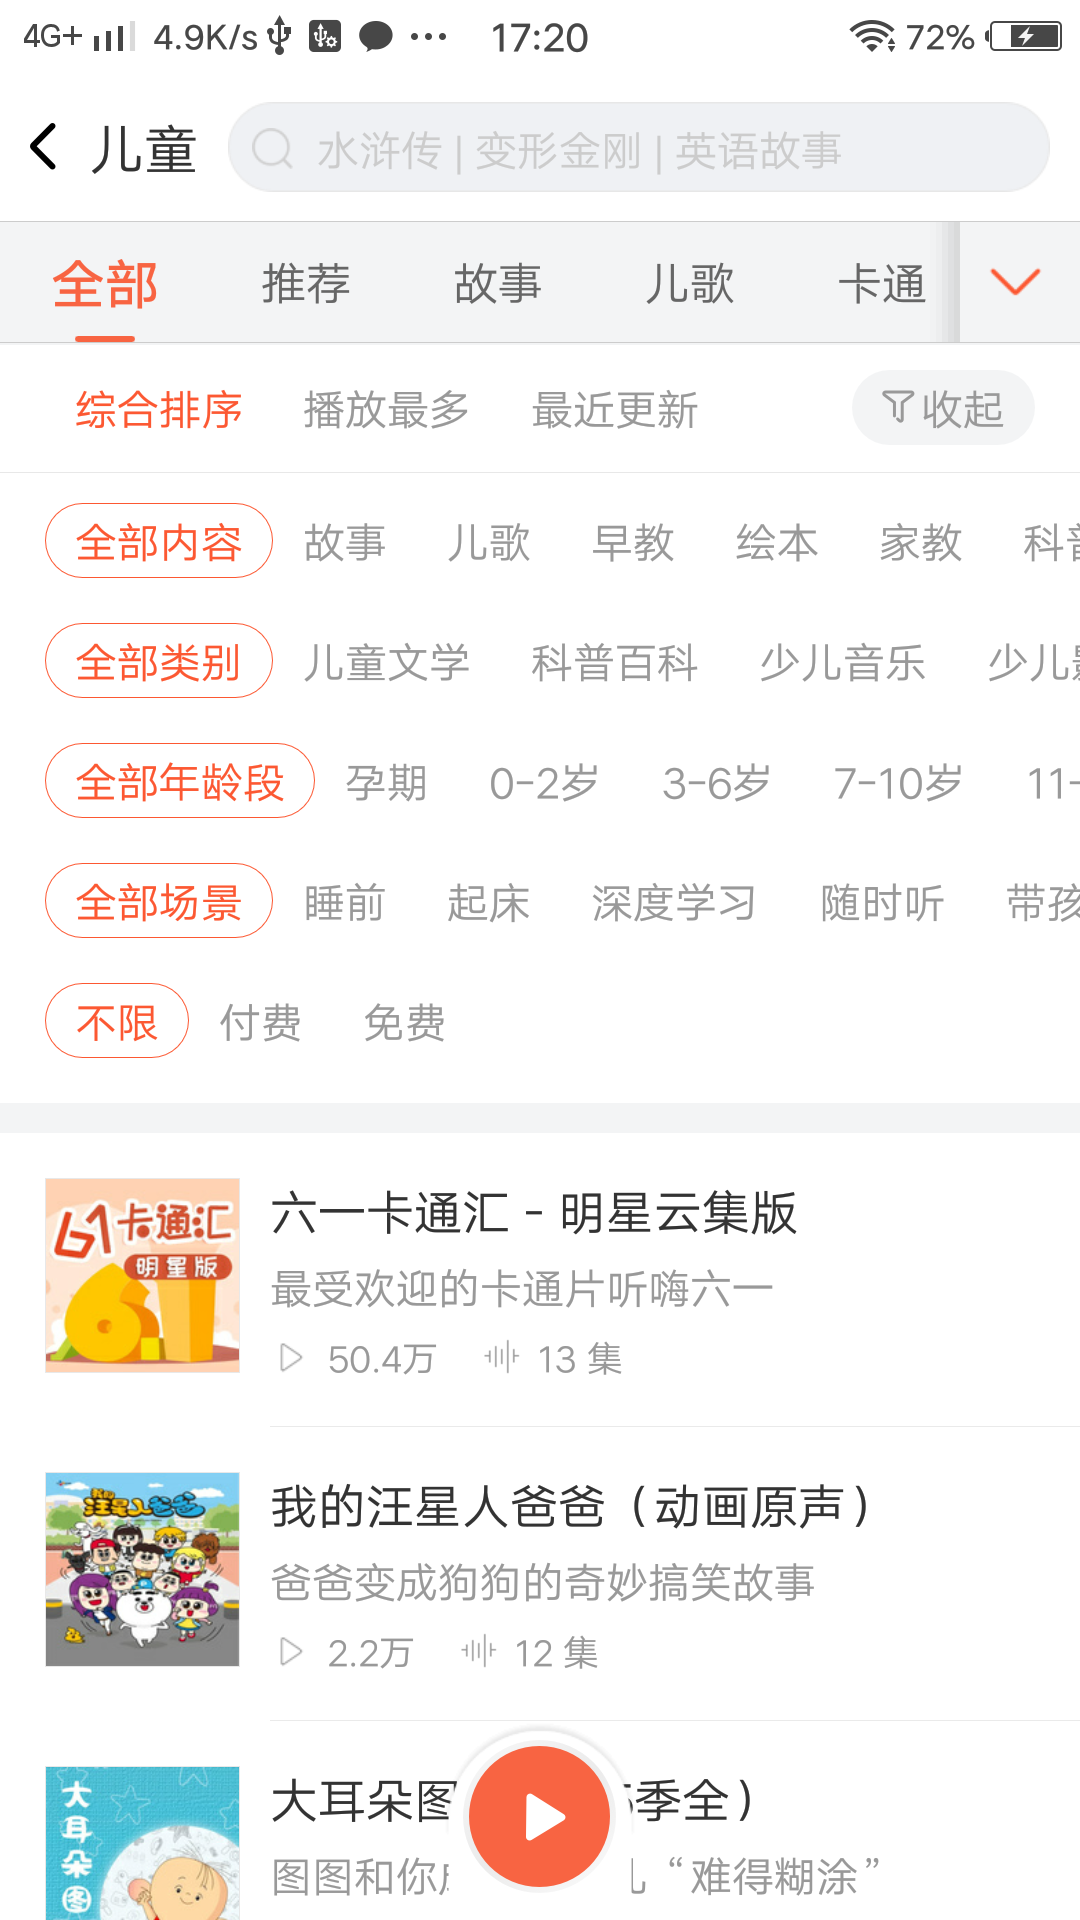 4G+ 4.9K/s 17:20 72%
儿童 水浒传 | 变形金刚 | 英语故事
全部 推荐 故事 儿歌 卡通
综合排序 播放最多 最近更新 收起
全部内容 故事 儿歌 早教 绘本 家教 科普
全部类别 儿童文学 科普百科 少儿音乐 少儿
全部年龄段 孕期 0-2岁 3-6岁 7-10岁 11-
全部场景 睡前 起床 深度学习 随时听 带孩
不限 付费 免费
61卡通汇
明星版
6.1
六一卡通汇 - 明星云集版
最受欢迎的卡通片听嗨六一
50.4万 13 集
我的
汪星人爸爸
我的汪星人爸爸（动画原声）
爸爸变成狗狗的奇妙搞笑故事
2.2万 12 集
大耳朵图
大耳朵图 季全）
图图和你 儿“难得糊涂”